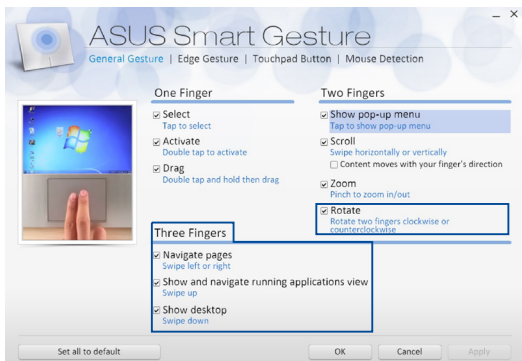 ASUS Smart Gesture
General Gesture | Edge Gesture | Touchpad Button | Mouse Detection
One Finger
Select
Tap to select
Activate
Double tap to activate
Drag
Double tap and hold then drag
Two Fingers
Show pop-up menu
Tap to show pop-up menu
Scroll
Swipe horizontally or vertically
Content moves with your finger's direction
Zoom
Pinch to zoom in/out
Rotate
Rotate two fingers clockwise or
counterclockwise
Three Fingers
Navigate pages
Swipe left or right
Show and navigate running applications view
Swipe up
Show desktop
Swipe down
Set all to default
OK
Cancel
Apply